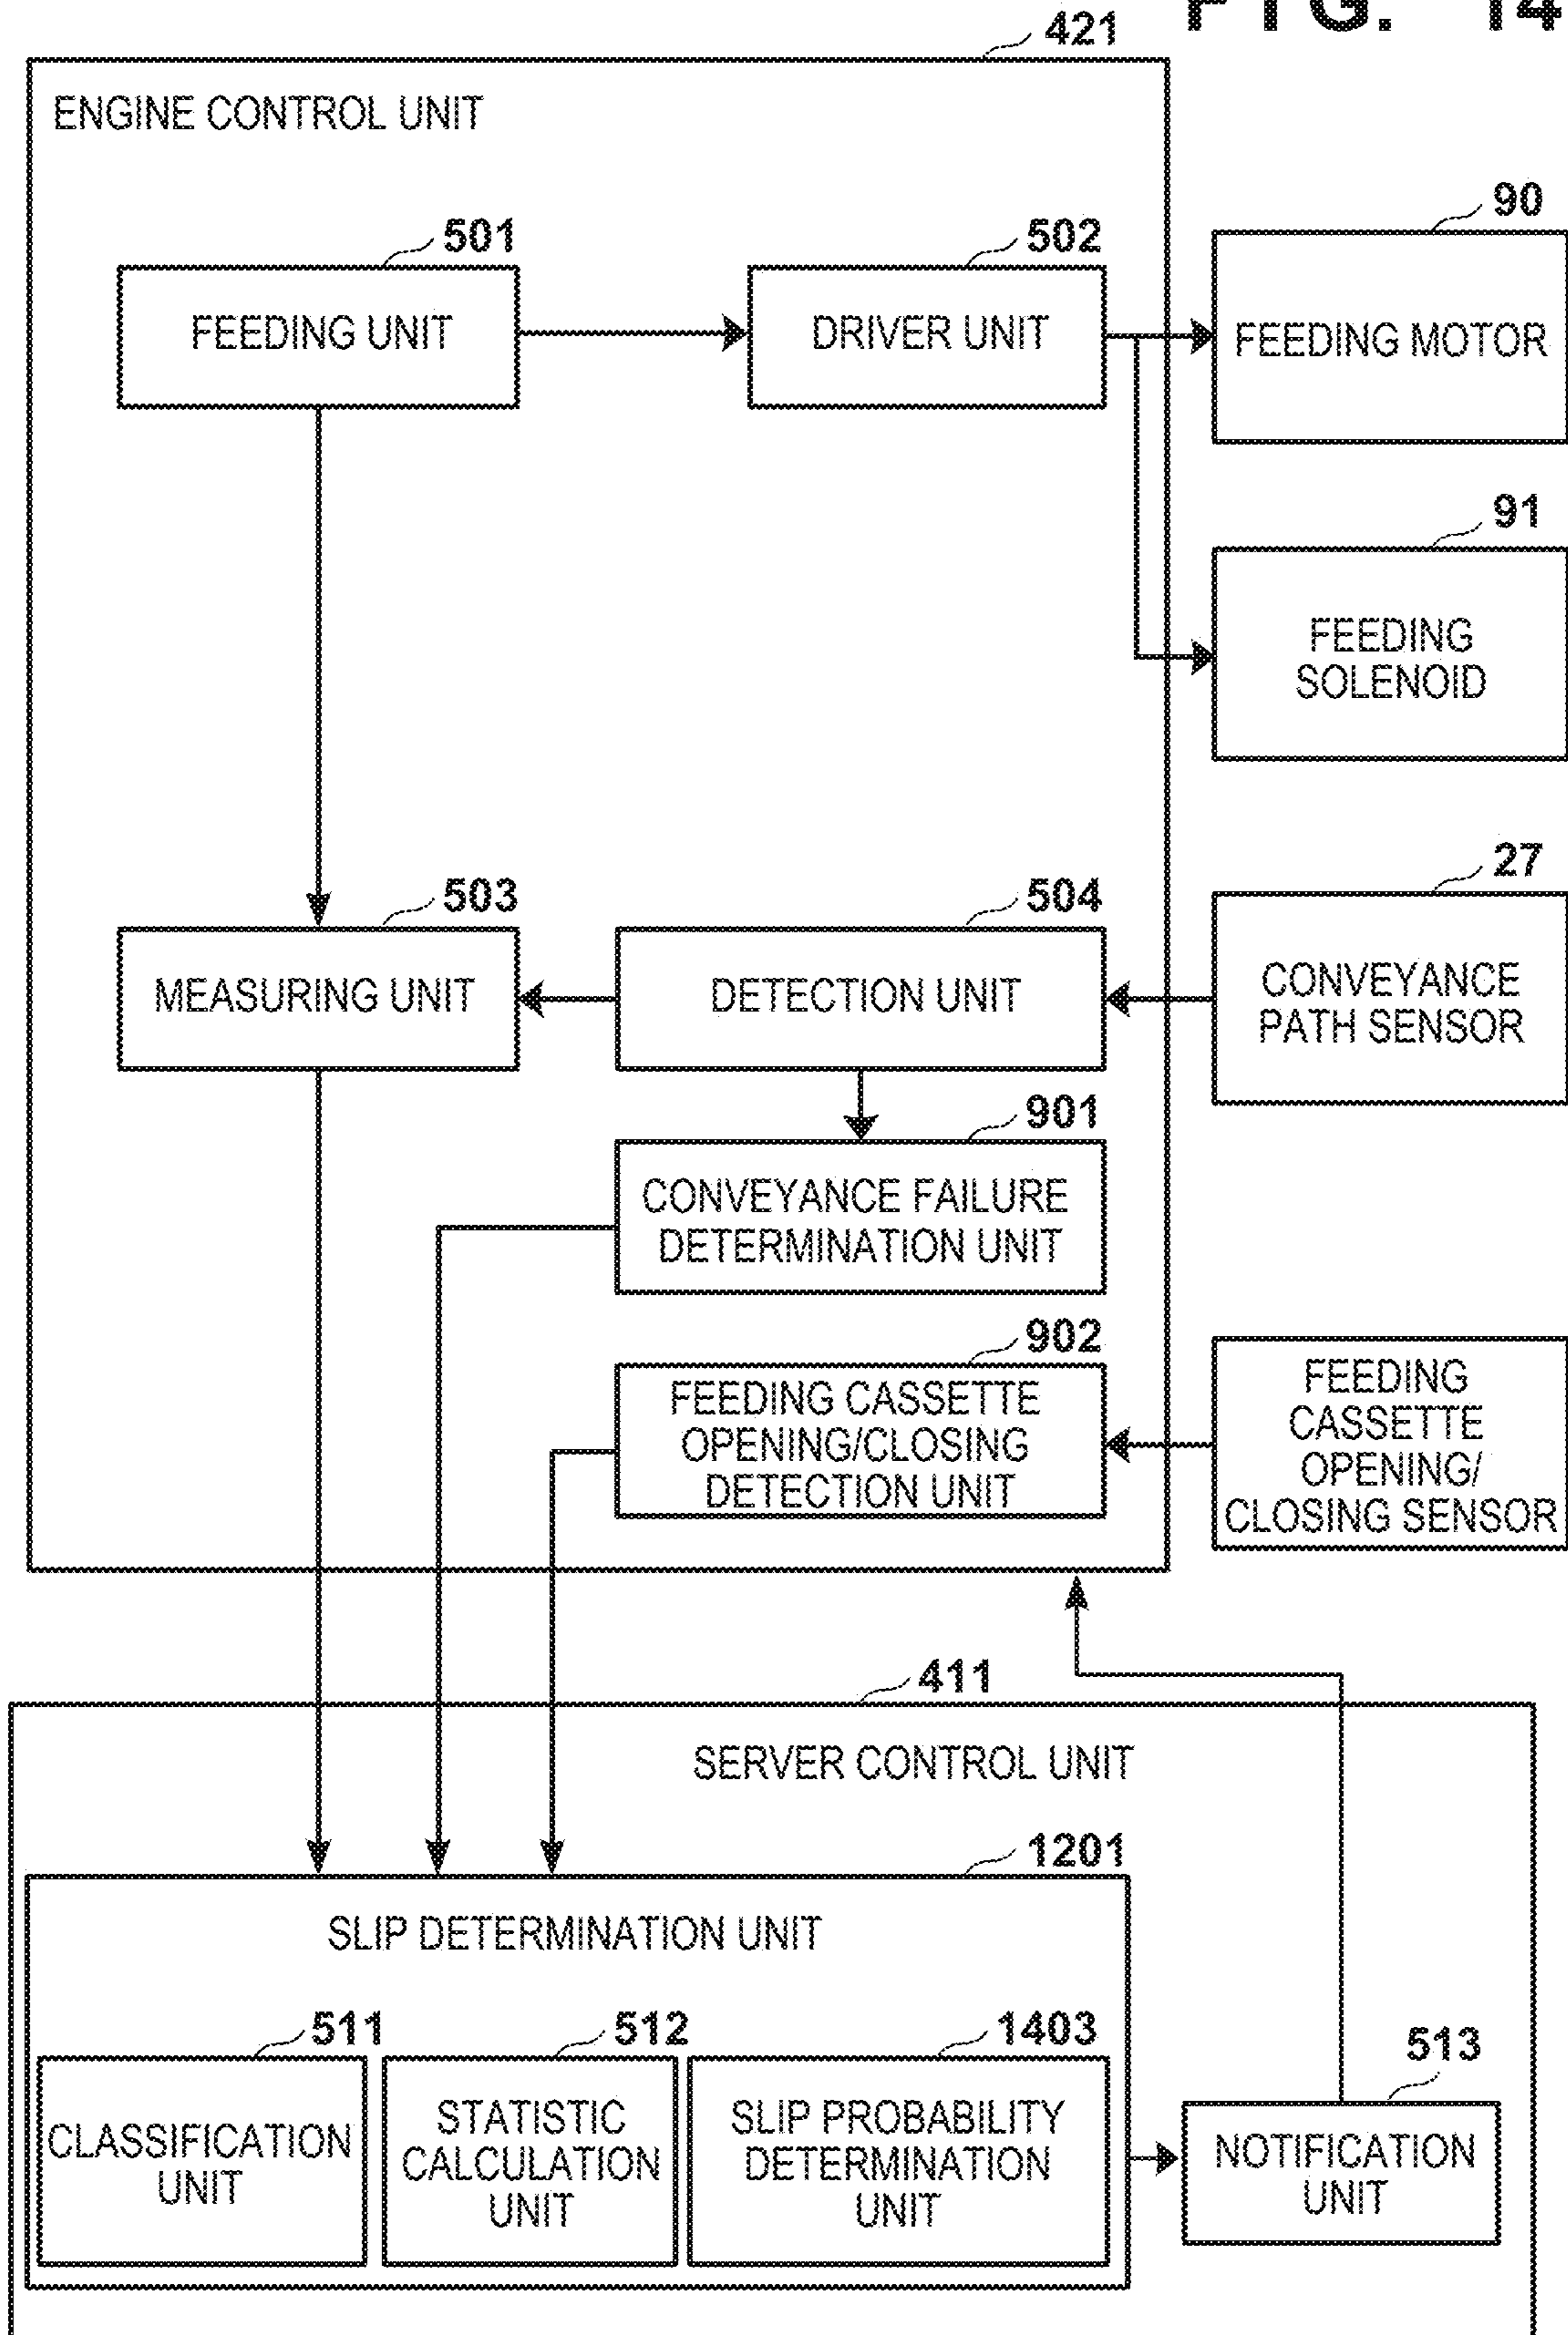 FIG. 14
421
ENGINE CONTROL UNIT
90
501
502
FEEDING UNIT
DRIVER UNIT
FEEDING MOTOR
91
FEEDING
SOLENOID
27
503
504
MEASURING UNIT
DETECTION UNIT
CONVEYANCE
PATH SENSOR
901
CONVEYANCE FAILURE
DETERMINATION UNIT
902
FEEDING CASSETTE
OPENING/CLOSING
DETECTION UNIT
FEEDING
CASSETTE
OPENING/
CLOSING SENSOR
411
SERVER CONTROL UNIT
1201
SLIP DETERMINATION UNIT
511
512
1403
513
CLASSIFICATION
UNIT
STATISTIC
CALCULATION
UNIT
SLIP PROBABILITY
DETERMINATION
UNIT
NOTIFICATION
UNIT